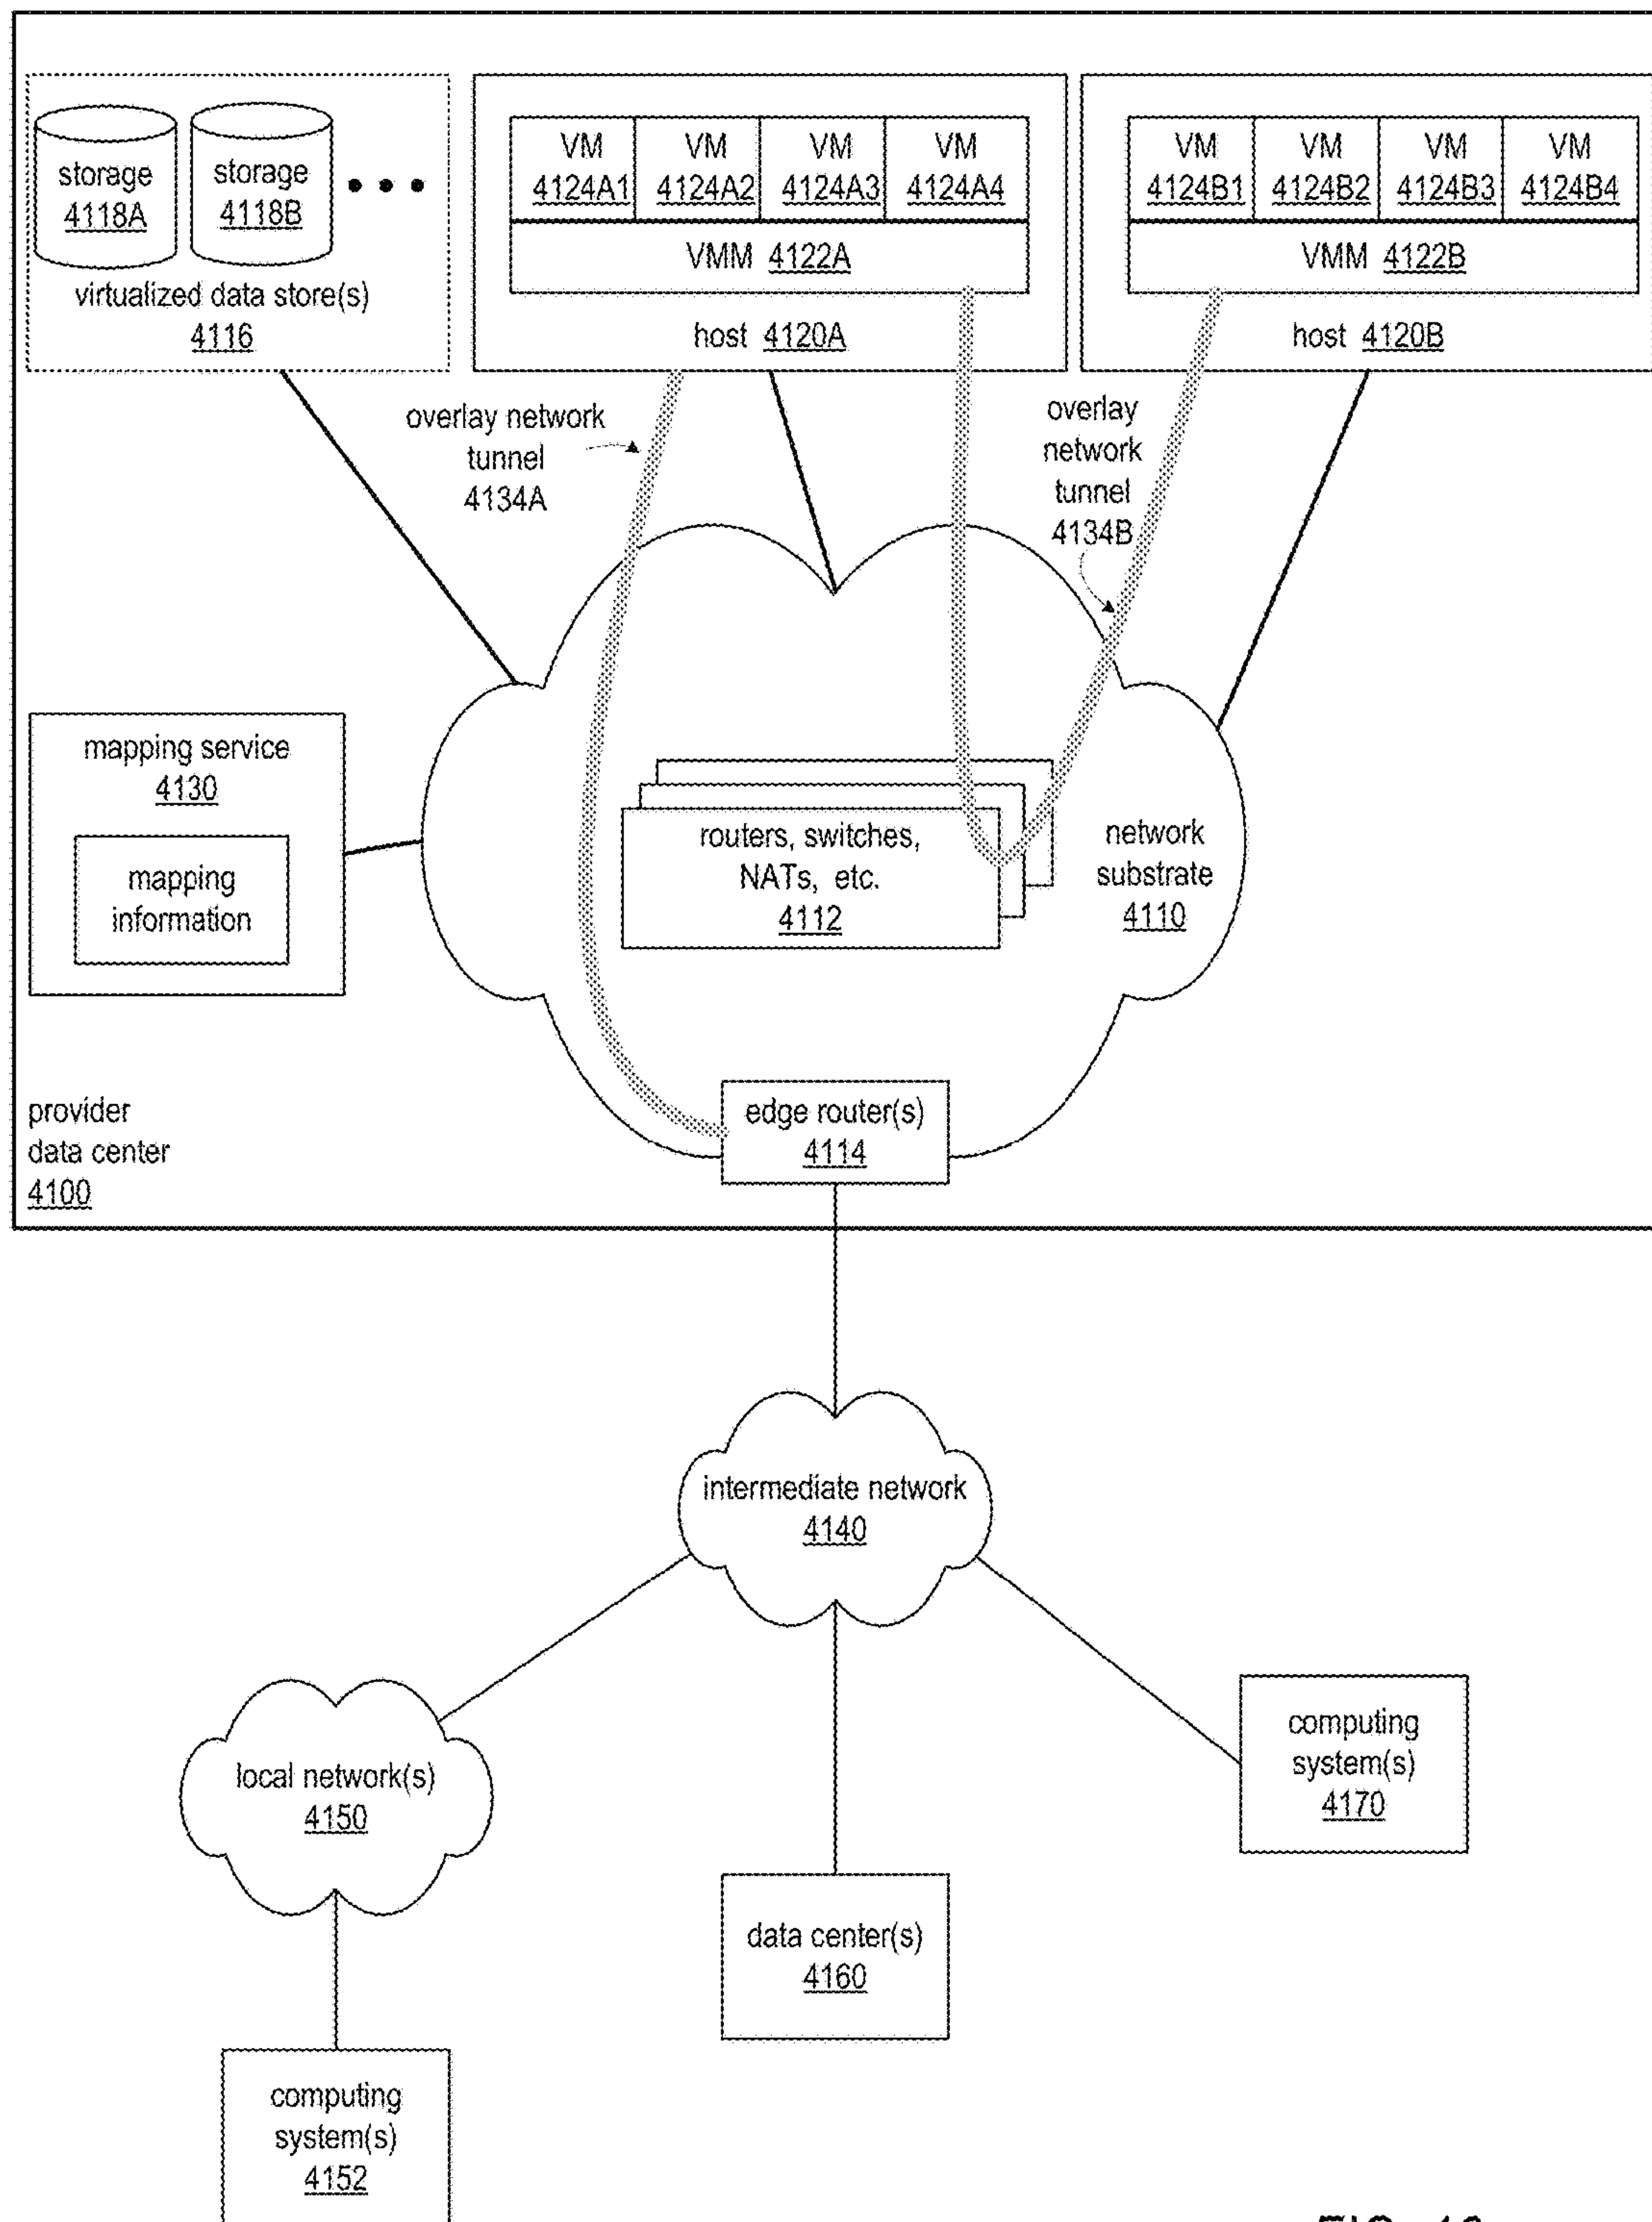 storage
4118A
storage
4118B
virtualized data store(s)
4116
VM
4124A1
VM
4124A2
VM
4124A3
VM
4124A4
VMM 4122A
host 4120A
VM
4124B1
VM
4124B2
VM
4124B3
VM
4124B4
VMM 4122B
host 4120B
overlay network
tunnel
4134A
overlay
network
tunnel
4134B
mapping service
4130
mapping
information
routers, switches,
NATs, etc.
4112
network
substrate
4110
edge router(s)
4114
provider
data center
4100
intermediate network
4140
local network(s)
4150
computing
system(s)
4170
data center(s)
4160
computing
system(s)
4152